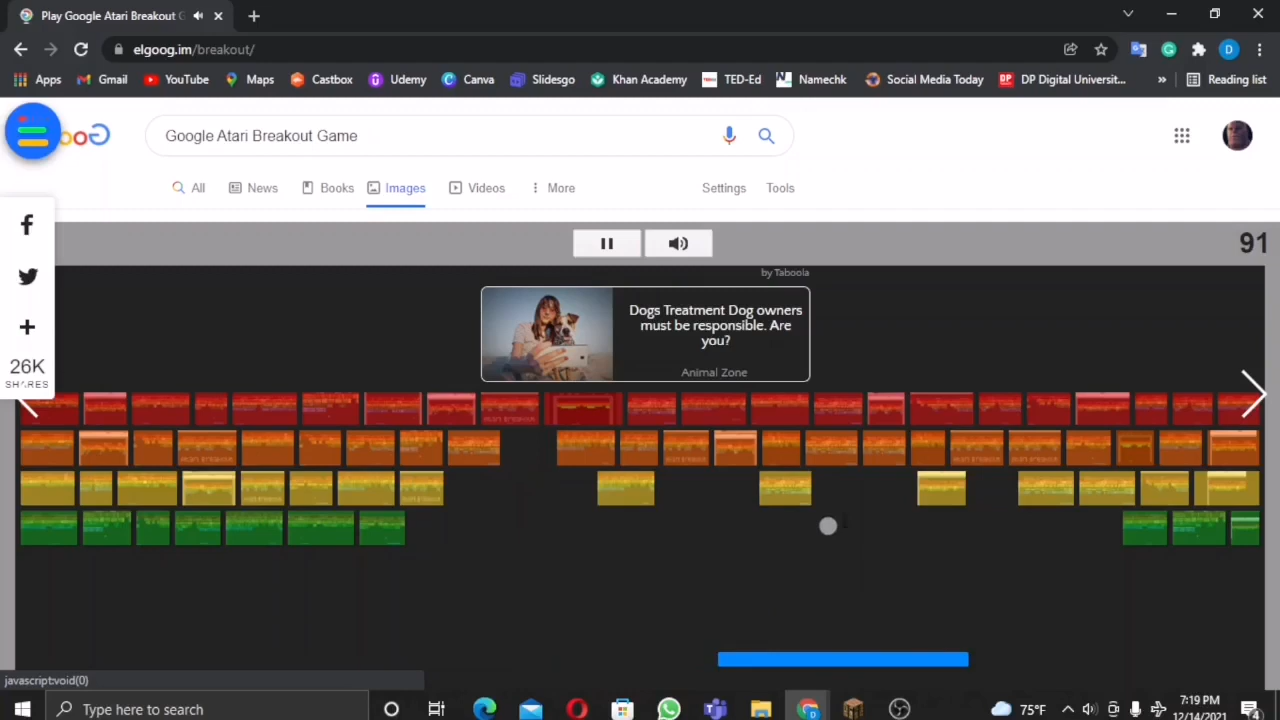 Play Google Atari Breakout G
elgoog.im/breakout/
Apps
Gmail
YouTube
Maps
Castbox
Udemy
Canva
Slidesgo
Khan Academy
TED-Ed
Namechk
Social Media Today
DP Digital Universit...
»
Reading list
Google Atari Breakout Game
All
News
Books
Images
Videos
More
Settings
Tools
91
by Taboola
Dogs Treatment Dog owners
must be responsible. Are
you?
Animal Zone
26K
SHARES
javascript:void(0)
Type here to search
75°F
7:19 PM
12/14/2021
4